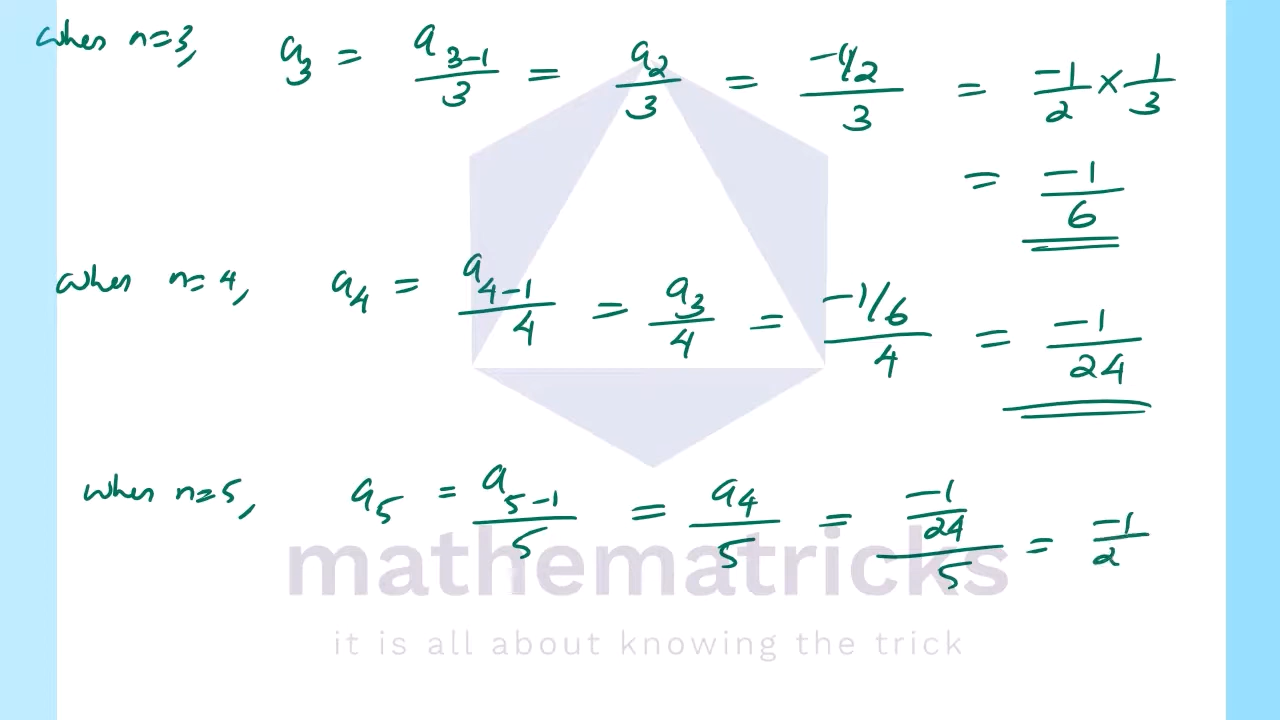 when n=3, a₃ = a₃₋₁/3 = a₂/3 = (-1/2)/3 = -1/2 × 1/3
= -1/6
when n=4, a₄ = a₄₋₁/4 = a₃/4 = (-1/6)/4 = -1/24
when n=5, a₅ = a₅₋₁/5 = a₄/5 = (-1/24)/5 = -1/2
mathematricks
it is all about knowing the trick